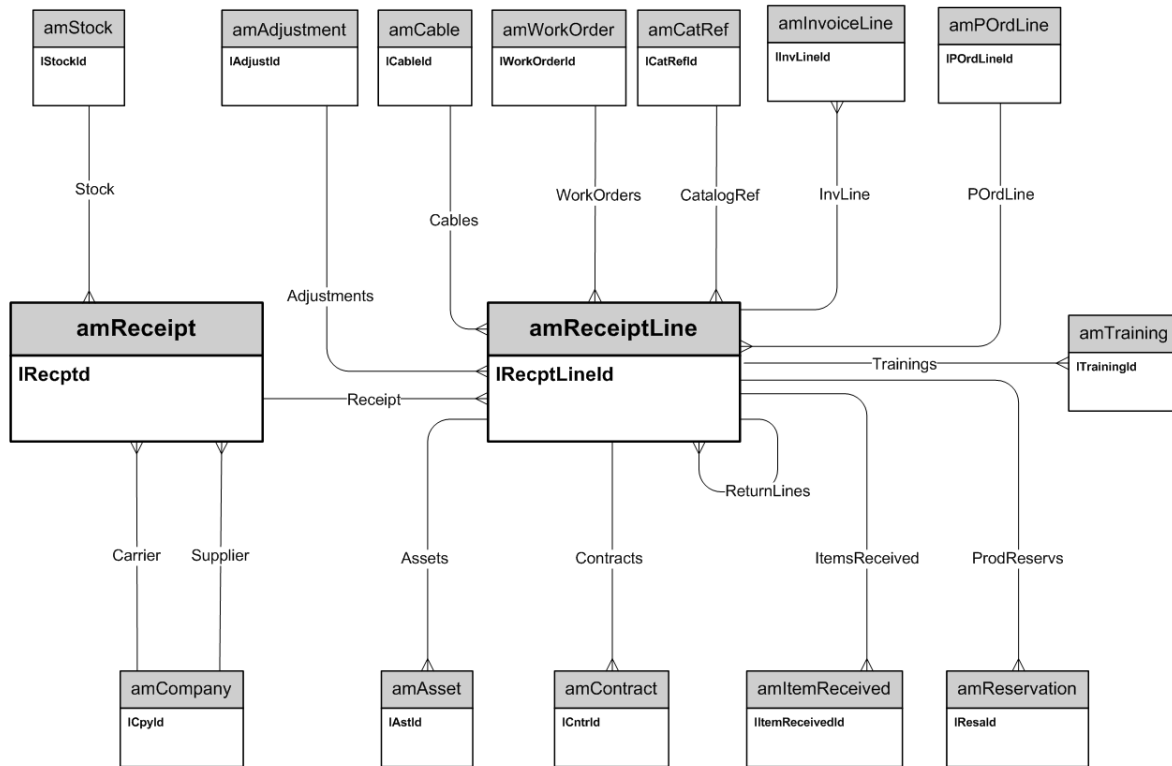 amStock
lStockId
amAdjustment
lAdjustId
amCable
lCableId
amWorkOrder
lWorkOrderId
amCatRef
lCatRefId
amInvoiceLine
lInvLineId
amPOrdLine
lPOrdLineId
Stock
Cables
WorkOrders
CatalogRef
InvLine
POrdLine
Adjustments
amReceipt
lRecptd
amReceiptLine
lRecptLineId
amTraining
lTrainingId
Trainings
Receipt
ReturnLines
Carrier
Supplier
Assets
Contracts
ItemsReceived
ProdReservs
amCompany
lCpyId
amAsset
lAstId
amContract
lCntrId
amItemReceived
lItemReceivedId
amReservation
lResaId